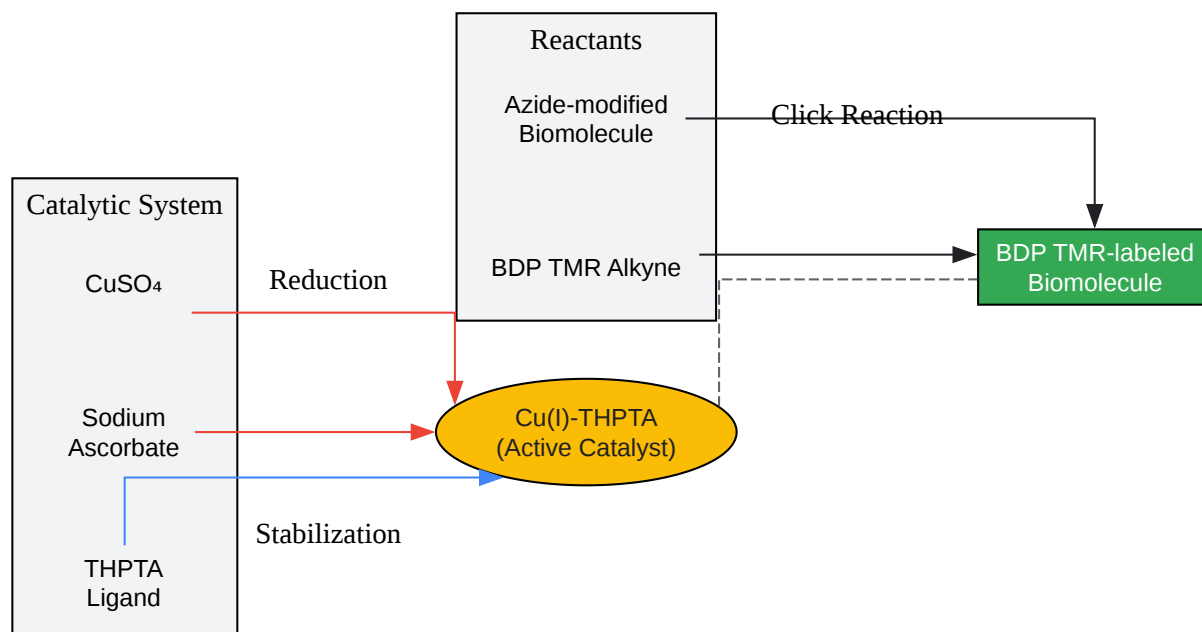 Reactants
Azide-modified
Biomolecule
Click Reaction
BDP TMR Alkyne
BDP TMR-labeled
Biomolecule
Catalytic System
CuSO₄
Reduction
Sodium
Ascorbate
Cu(I)-THPTA
(Active Catalyst)
Stabilization
THPTA
Ligand